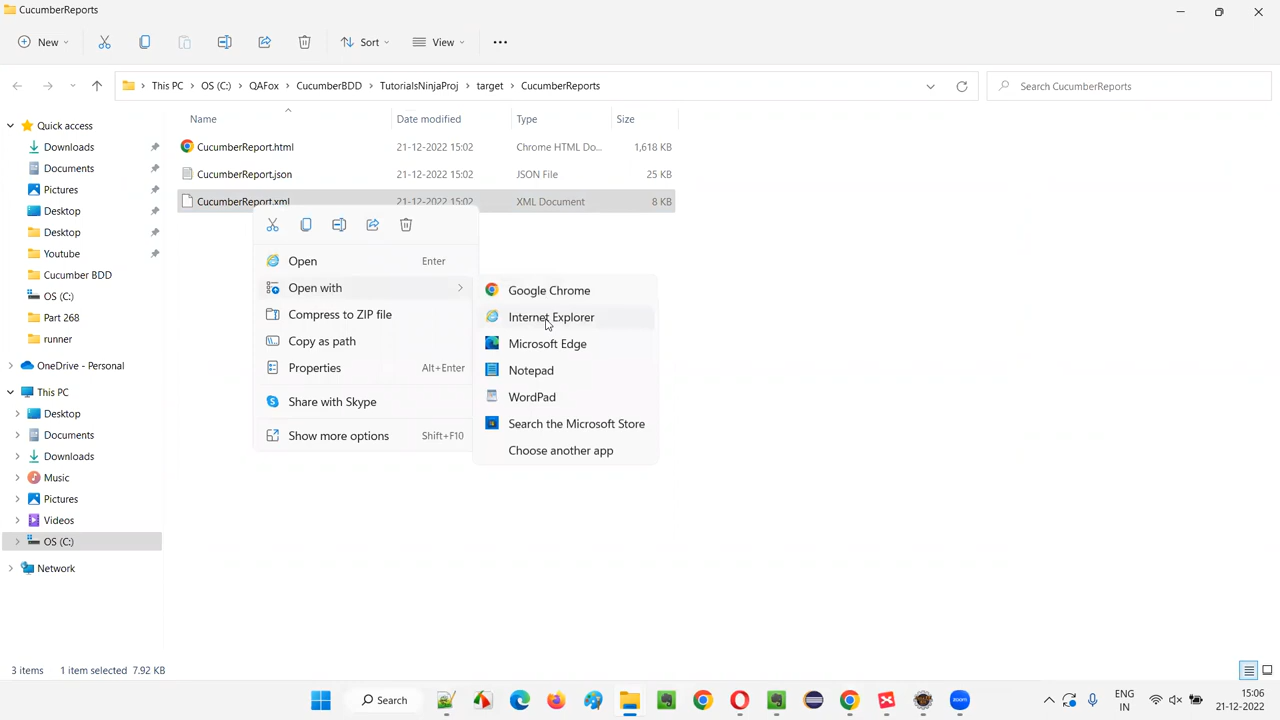 CucumberReports
New
Sort
View
This PC
OS (C:)
QAFox
CucumberBDD
TutorialsNinjaProj
target
CucumberReports
Search CucumberReports
Name
Date modified
Type
Size
CucumberReport.html
21-12-2022 15:02
Chrome HTML Do...
1,618 KB
CucumberReport.json
21-12-2022 15:02
JSON File
25 KB
CucumberReport.xml
21-12-2022 15:02
XML Document
8 KB
Quick access
Downloads
Documents
Pictures
Desktop
Desktop
Youtube
Cucumber BDD
OS (C:)
Part 268
runner
OneDrive - Personal
This PC
Desktop
Documents
Downloads
Music
Pictures
Videos
OS (C:)
Network
Open
Enter
Open with
Compress to ZIP file
Copy as path
Properties
Alt+Enter
Share with Skype
Show more options
Shift+F10
Google Chrome
Internet Explorer
Microsoft Edge
Notepad
WordPad
Search the Microsoft Store
Choose another app
3 items
1 item selected 7.92 KB
Search
ENG
IN
15:06
21-12-2022